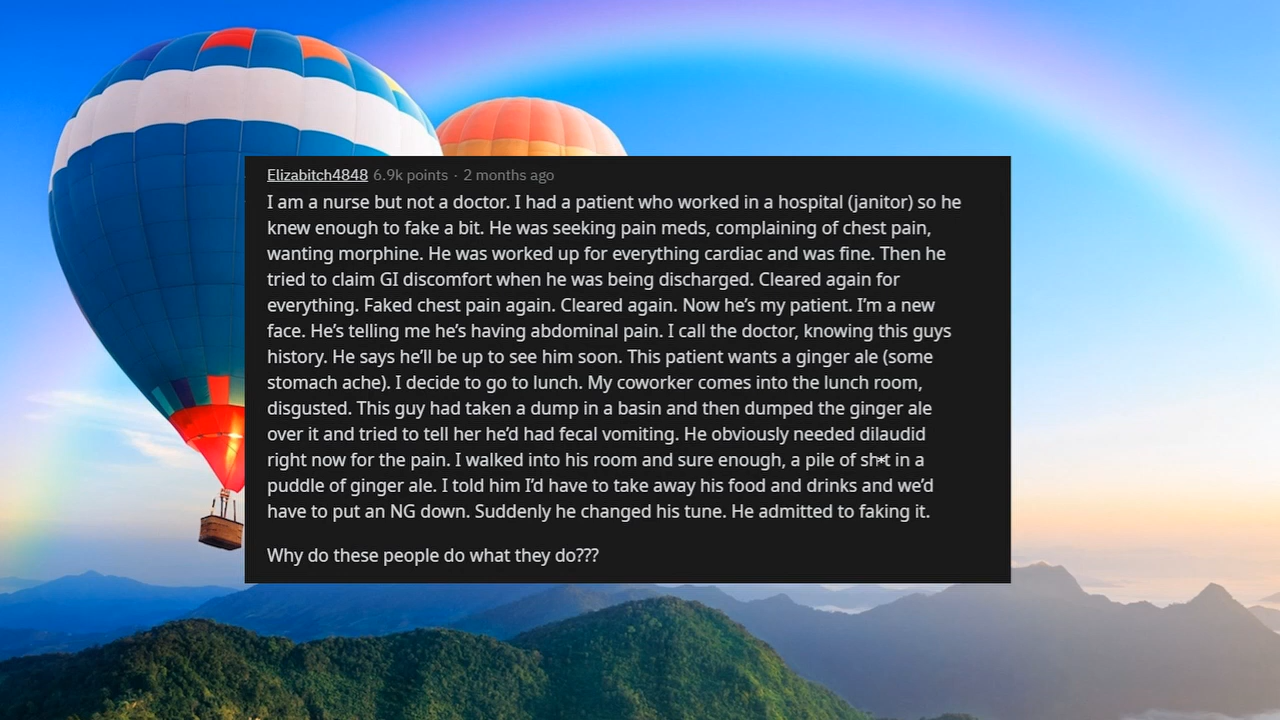 Elizabitch4848 6.9k points · 2 months ago
I am a nurse but not a doctor. I had a patient who worked in a hospital (janitor) so he
knew enough to fake a bit. He was seeking pain meds, complaining of chest pain,
wanting morphine. He was worked up for everything cardiac and was fine. Then he
tried to claim GI discomfort when he was being discharged. Cleared again for
everything. Faked chest pain again. Cleared again. Now he’s my patient. I’m a new
face. He’s telling me he’s having abdominal pain. I call the doctor, knowing this guys
history. He says he’ll be up to see him soon. This patient wants a ginger ale (some
stomach ache). I decide to go to lunch. My coworker comes into the lunch room,
disgusted. This guy had taken a dump in a basin and then dumped the ginger ale
over it and tried to tell her he’d had fecal vomiting. He obviously needed dilaudid
right now for the pain. I walked into his room and sure enough, a pile of sh*t in a
puddle of ginger ale. I told him I’d have to take away his food and drinks and we’d
have to put an NG down. Suddenly he changed his tune. He admitted to faking it.
Why do these people do what they do???